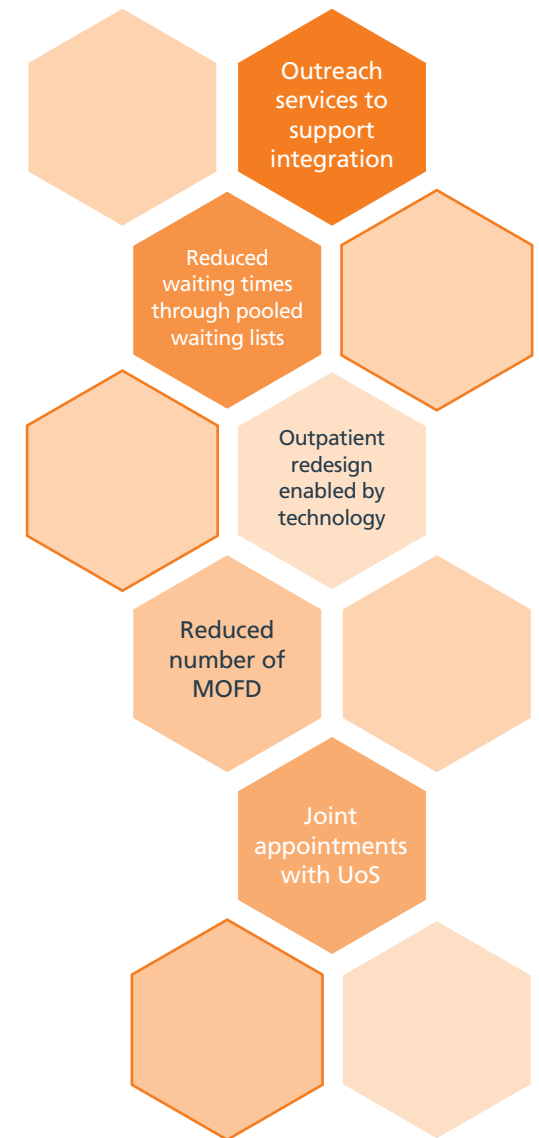 Outreach
services to
support
integration
Reduced
waiting times
through pooled
waiting lists
Outpatient
redesign
enabled by
technology
Reduced
number of
MOFD
Joint
appointments
with UoS